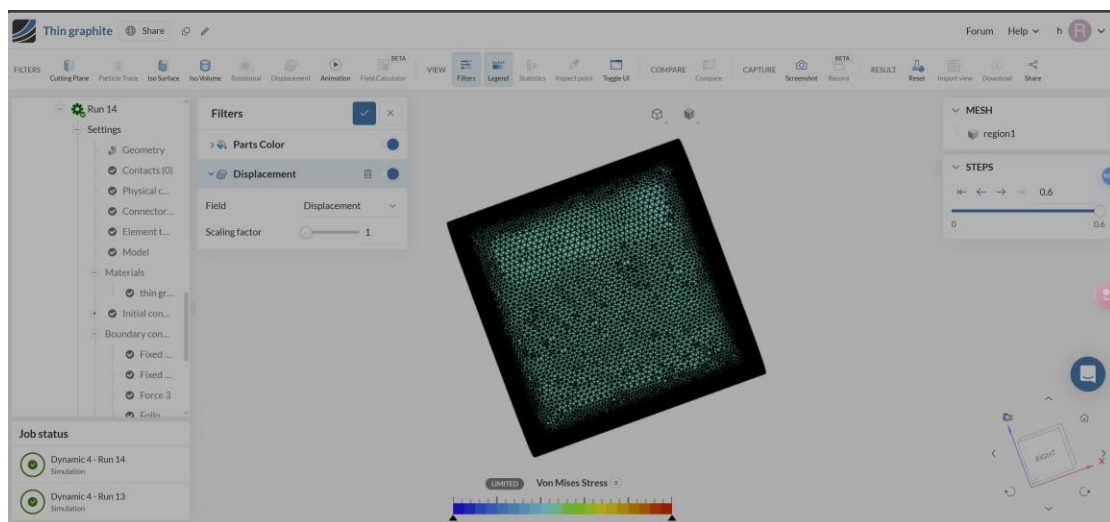 Thin graphite Share Forum Help h R
FILTERS Cutting Plane Particle Trace Iso Surface Iso Volume Rotational Displacement Animation BETA Field Calculator VIEW Filters Legend Statistics Inspect point Toggle UI COMPARE Compare CAPTURE Screenshot BETA Record RESULT Reset Import view Download Share
Run 14
Settings
Geometry
Contacts (0)
Physical c...
Connector...
Element t...
Model
Materials
thin gr...
Initial con...
Boundary con...
Fixed ...
Fixed ...
Force 3
Follo...
Job status
Dynamic 4 - Run 14
Simulation
Dynamic 4 - Run 13
Simulation
Filters
Parts Color
Displacement
Field Displacement
Scaling factor 1
LIMITED Von Mises Stress
MESH
region1
STEPS
0.6
0 0.6
RIGHT
X